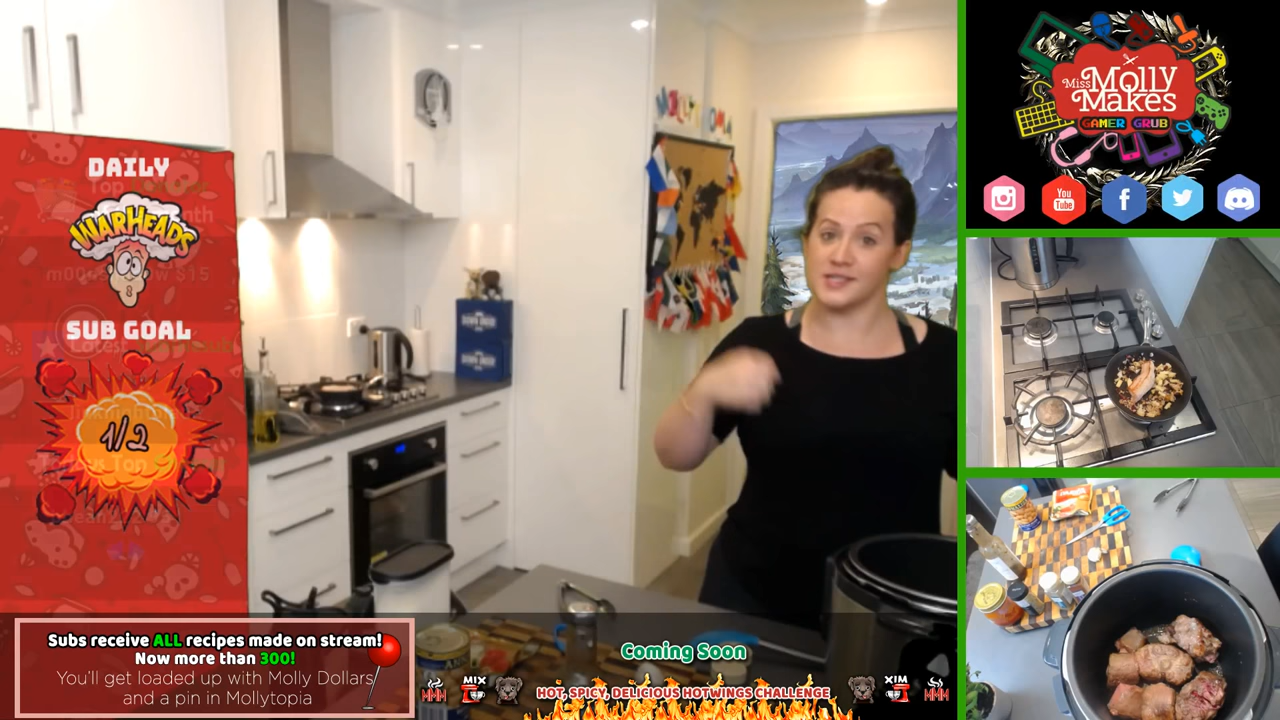 DAILY
WARHEADS
SUB GOAL
1/2
Subs receive ALL recipes made on stream!
Now more than 300!
You'll get loaded up with Molly Dollars
and a pin in Mollytopia
Coming Soon
MIX
HOT, SPICY, DELICIOUS HOTWINGS CHALLENGE
XIM
Miss Molly
Makes
GAMER GRUB
You
Tube